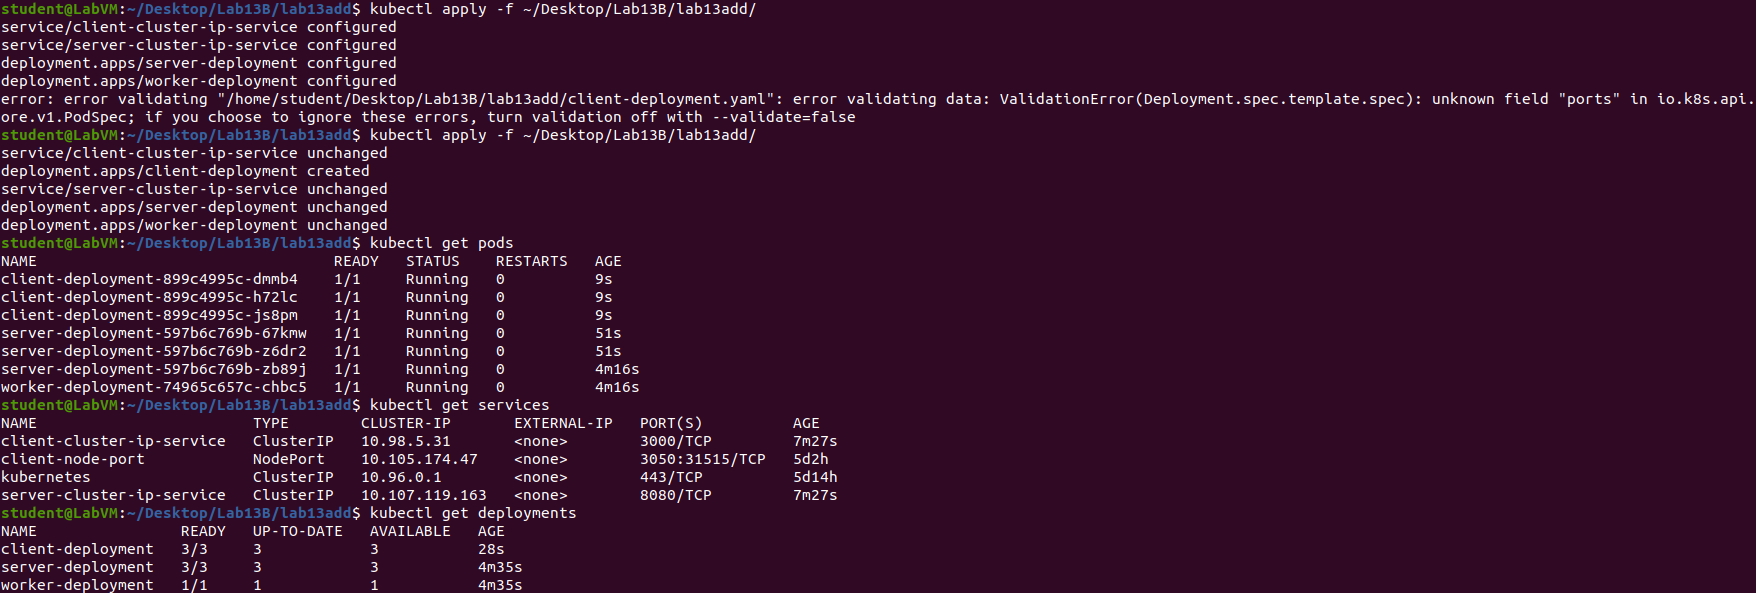 student@LabVM:~/Desktop/Lab13B/lab13add$ kubectl apply -f ~/Desktop/Lab13B/lab13add/
service/client-cluster-ip-service configured
service/server-cluster-ip-service configured
deployment.apps/server-deployment configured
deployment.apps/worker-deployment configured
error: error validating "/home/student/Desktop/Lab13B/lab13add/client-deployment.yaml": error validating data: ValidationError(Deployment.spec.template.spec): unknown field "ports" in io.k8s.api.
ore.v1.PodSpec; if you choose to ignore these errors, turn validation off with --validate=false
student@LabVM:~/Desktop/Lab13B/lab13add$ kubectl apply -f ~/Desktop/Lab13B/lab13add/
service/client-cluster-ip-service unchanged
deployment.apps/client-deployment created
service/server-cluster-ip-service unchanged
deployment.apps/server-deployment unchanged
deployment.apps/worker-deployment unchanged
student@LabVM:~/Desktop/Lab13B/lab13add$ kubectl get pods
NAME READY STATUS RESTARTS AGE
client-deployment-899c4995c-dmmb4 1/1 Running 0 9s
client-deployment-899c4995c-h72lc 1/1 Running 0 9s
client-deployment-899c4995c-js8pm 1/1 Running 0 9s
server-deployment-597b6c769b-67kmw 1/1 Running 0 51s
server-deployment-597b6c769b-z6dr2 1/1 Running 0 51s
server-deployment-597b6c769b-zb89j 1/1 Running 0 4m16s
worker-deployment-74965c657c-chbc5 1/1 Running 0 4m16s
student@LabVM:~/Desktop/Lab13B/lab13add$ kubectl get services
NAME TYPE CLUSTER-IP EXTERNAL-IP PORT(S) AGE
client-cluster-ip-service ClusterIP 10.98.5.31 <none> 3000/TCP 7m27s
client-node-port NodePort 10.105.174.47 <none> 3050:31515/TCP 5d2h
kubernetes ClusterIP 10.96.0.1 <none> 443/TCP 5d14h
server-cluster-ip-service ClusterIP 10.107.119.163 <none> 8080/TCP 7m27s
student@LabVM:~/Desktop/Lab13B/lab13add$ kubectl get deployments
NAME READY UP-TO-DATE AVAILABLE AGE
client-deployment 3/3 3 3 28s
server-deployment 3/3 3 3 4m35s
worker-deployment 1/1 1 1 4m35s